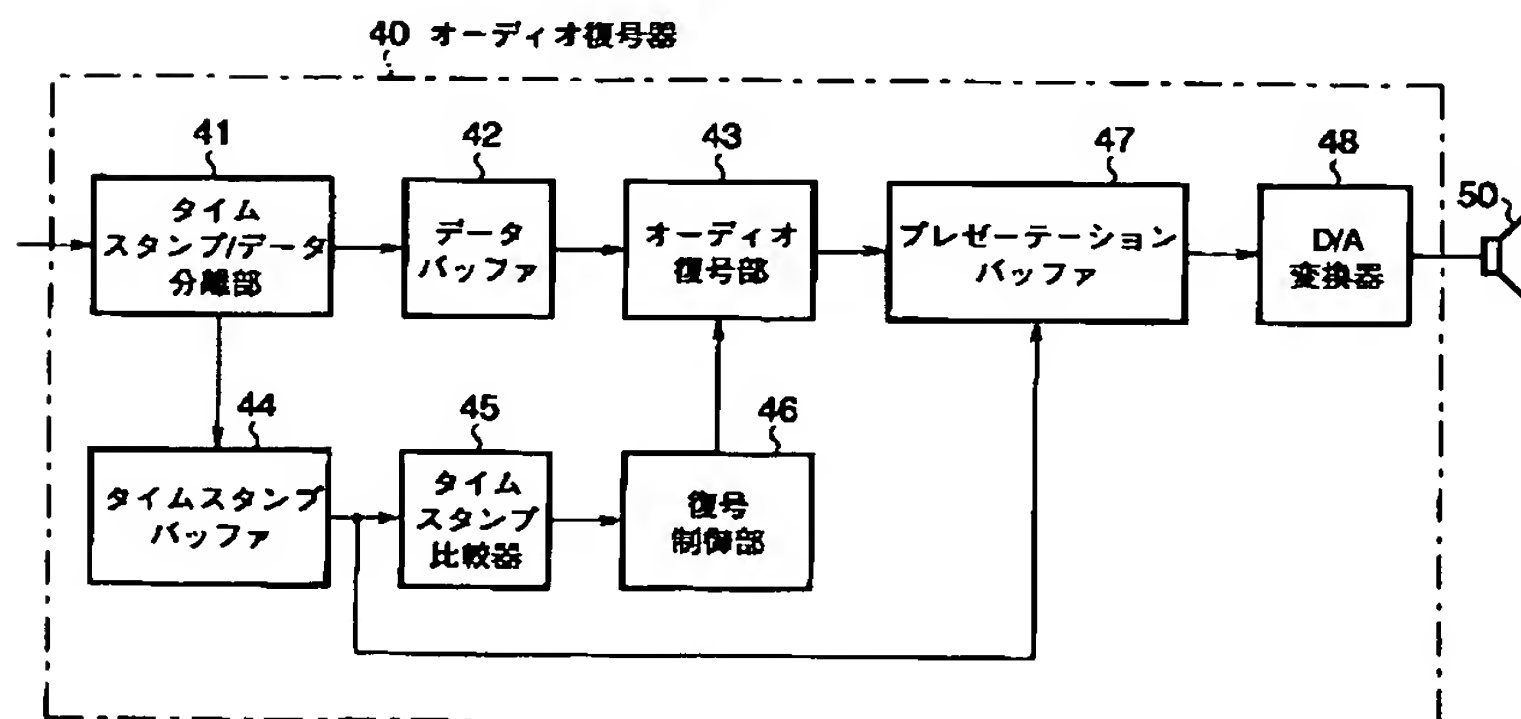 40 オーディオ復号器
41
42
43
47
48
50
タイム
スタンプ/データ
分離部
データ
バッファ
オーディオ
復号部
プレゼーテーション
バッファ
D/A
変換器
44
45
46
タイムスタンプ
バッファ
タイム
スタンプ
比較器
復号
制御部